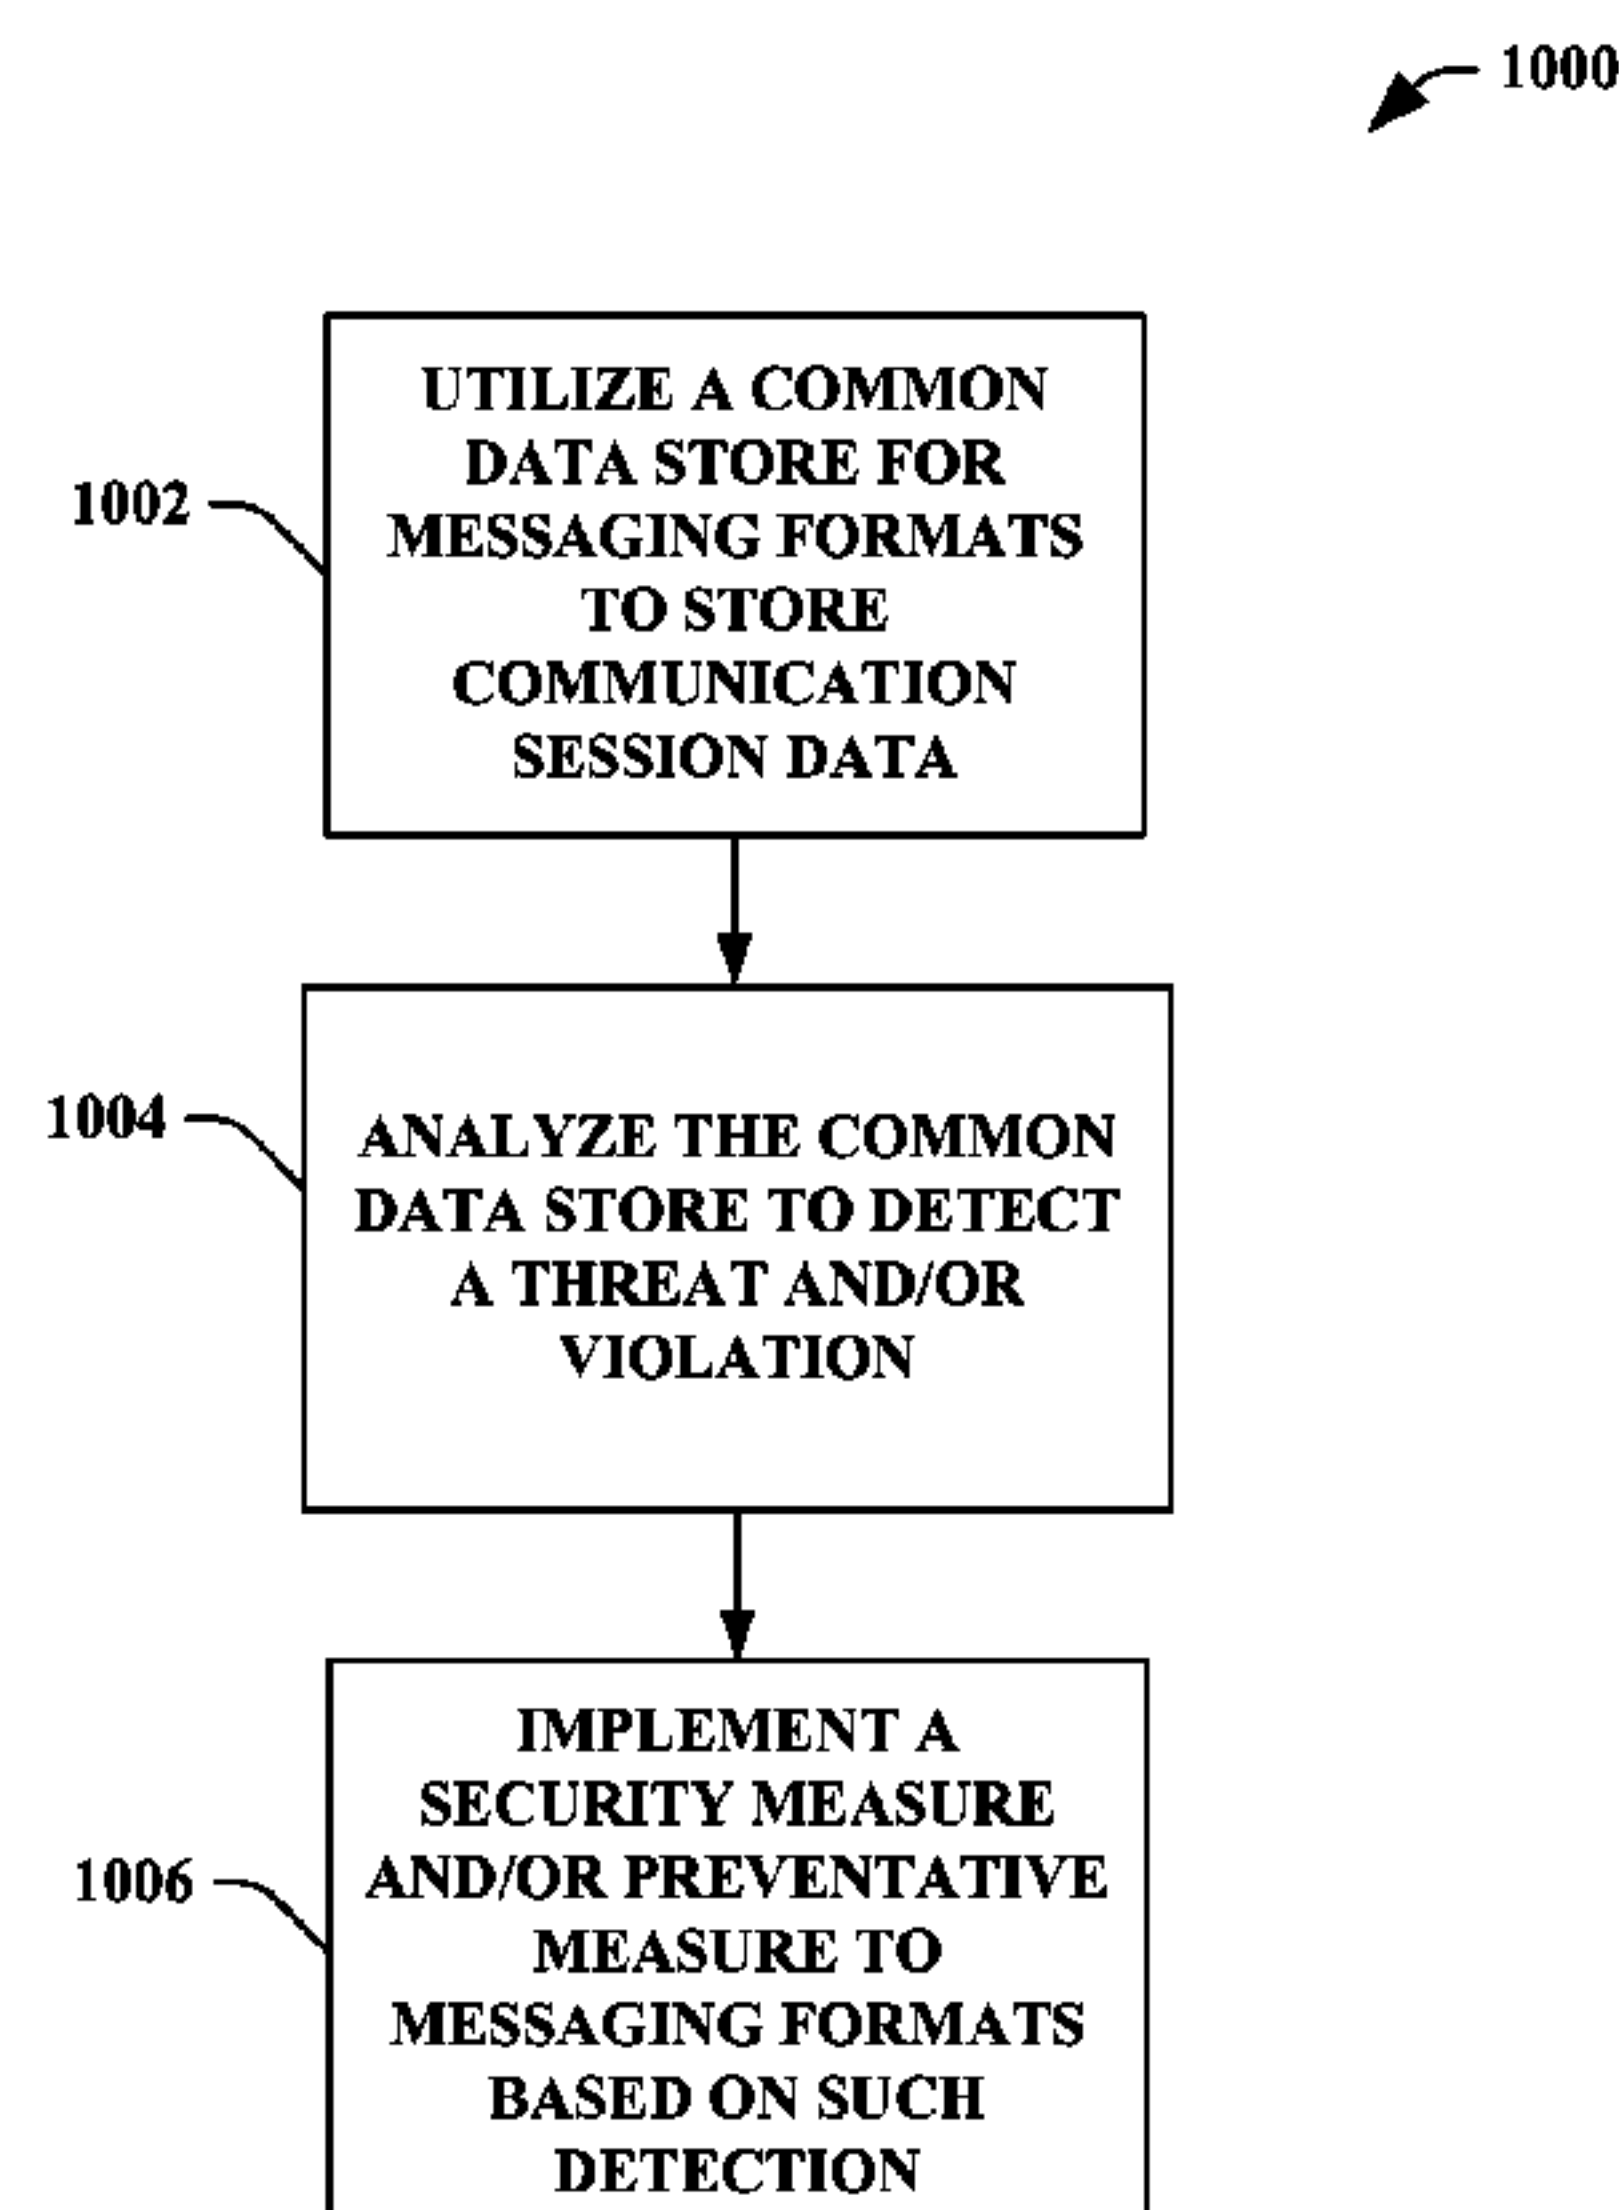 1000
UTILIZE A COMMON
DATA STORE FOR
MESSAGING FORMATS
TO STORE
COMMUNICATION
SESSION DATA
1002
1004
ANALYZE THE COMMON
DATA STORE TO DETECT
A THREAT AND/OR
VIOLATION
IMPLEMENT A
SECURITY MEASURE
AND/OR PREVENTATIVE
MEASURE TO
MESSAGING FORMATS
BASED ON SUCH
DETECTION
1006